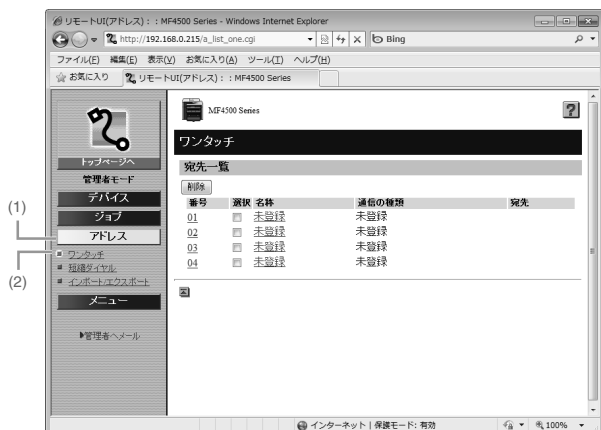 リモートUI(アドレス) : : MF4500 Series - Windows Internet Explorer
http://192.168.0.215/a_list_one.cgi
Bing
ファイル(F) 編集(E) 表示(V) お気に入り(A) ツール(T) ヘルプ(H)
お気に入り リモートUI(アドレス) : : MF4500 Series
MF4500 Series
?
トップページへ
管理者モード
デバイス
ジョブ
(1)
アドレス
(2)
ワンタッチ
短縮ダイヤル
インポート/エクスポート
メニュー
▶管理者へメール
ワンタッチ
宛先一覧
削除
番号 選択 名称 通信の種類 宛先
01 未登録 未登録
02 未登録 未登録
03 未登録 未登録
04 未登録 未登録
インターネット | 保護モード: 有効 100%